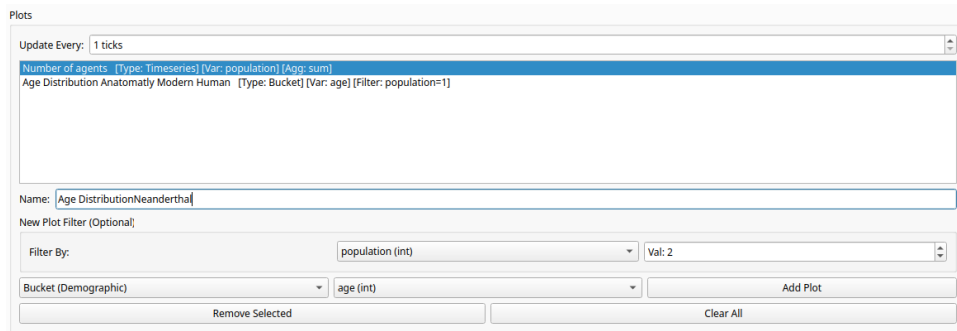 Plots
Update Every: 1 ticks
Number of agents [Type: Timeseries] [Var: population] [Agg: sum]
Age Distribution Anatomatly Modern Human [Type: Bucket] [Var: age] [Filter: population=1]
Name: Age DistributionNeanderthal
New Plot Filter (Optional)
Filter By: population (int) Val: 2
Bucket (Demographic) age (int) Add Plot
Remove Selected Clear All